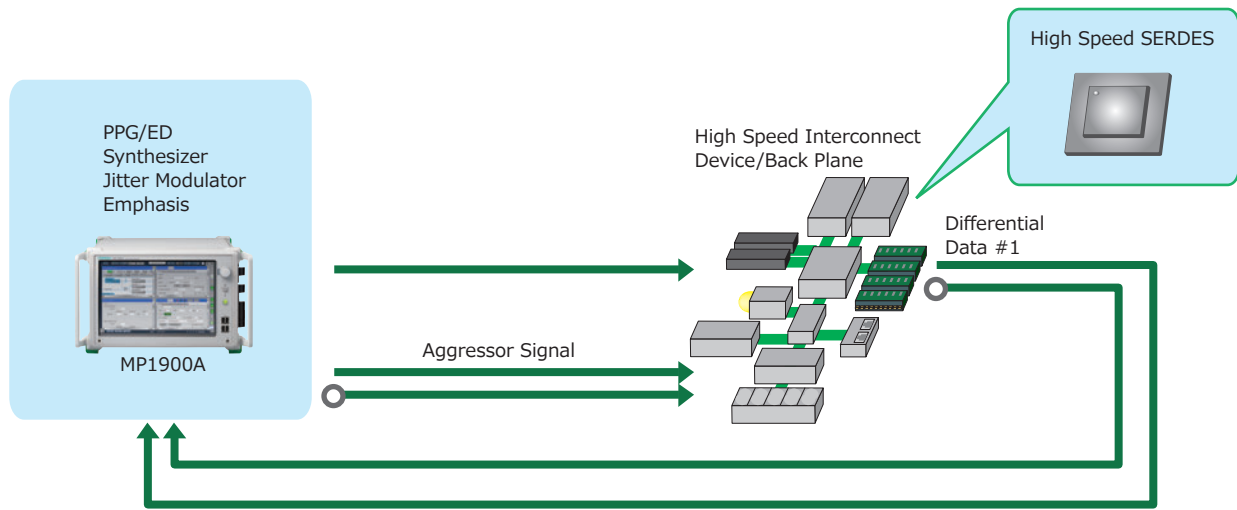 PPG/ED
Synthesizer
Jitter Modulator
Emphasis
MP1900A
Aggressor Signal
High Speed Interconnect
Device/Back Plane
High Speed SERDES
Differential
Data #1